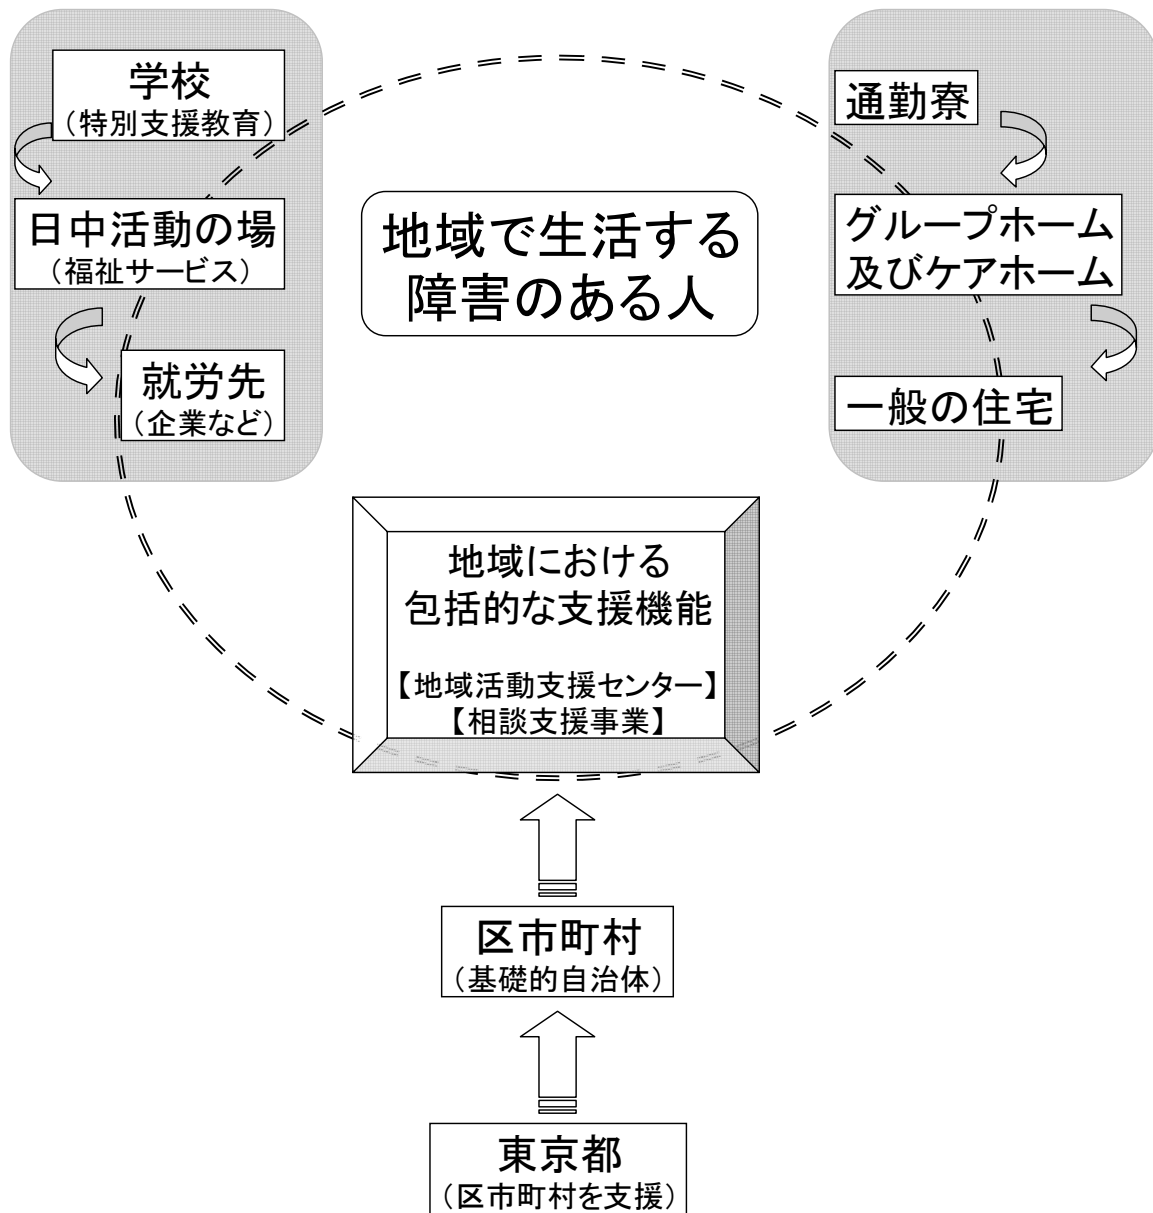 学校
（特別支援教育）
日中活動の場
（福祉サービス）
就労先
（企業など）
地域で生活する
障害のある人
通勤寮
グループホーム
及びケアホーム
一般の住宅
地域における
包括的な支援機能
【地域活動支援センター】
【相談支援事業】
区市町村
（基礎的自治体）
東京都
（区市町村を支援）